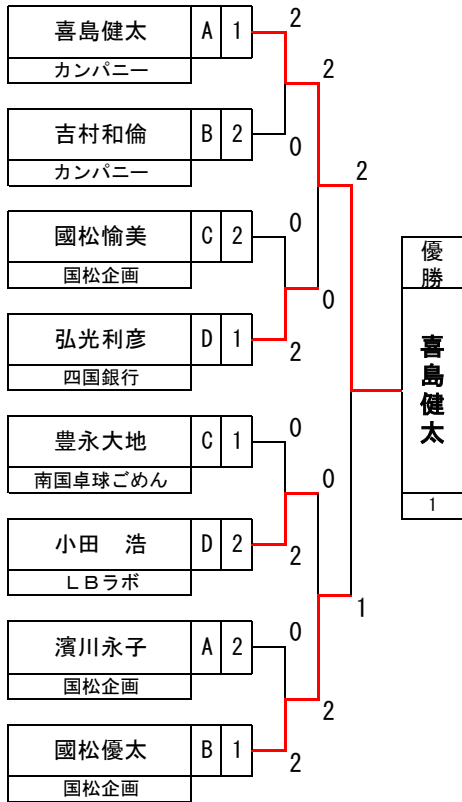 喜島健太 A 1 2
カンパニー
2
吉村和倫 B 2 0
カンパニー
2
國松愉美 C 2 0
国松企画
0
弘光利彦 D 1 2
四国銀行
優勝
喜島健太
1
豊永大地 C 1 0
南国卓球ごめん
0
小田　浩 D 2 2
ＬＢラボ
1
濱川永子 A 2 0
国松企画
2
國松優太 B 1 2
国松企画